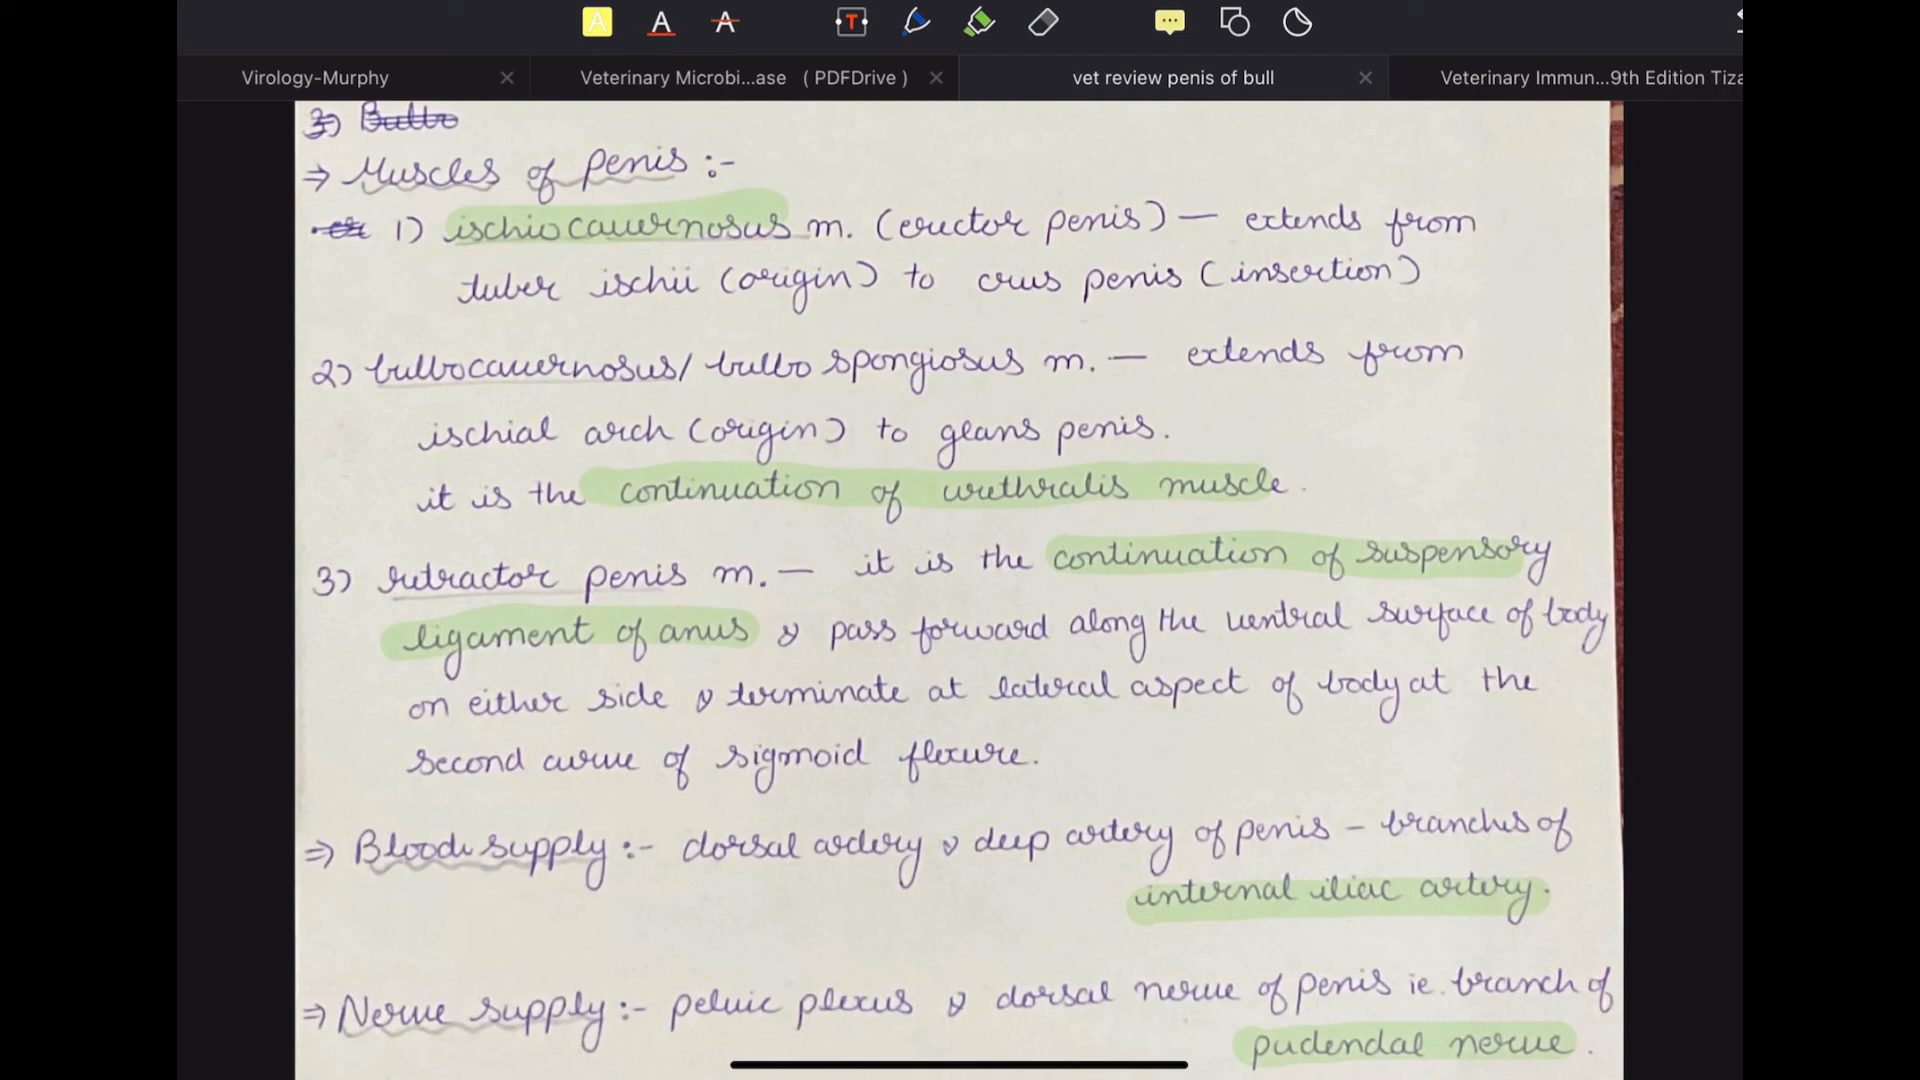 A A A T
Virology-Murphy × Veterinary Microbi...ase ( PDFDrive ) × vet review penis of bull × Veterinary Immun...9th Edition Tiza
3) Bulbo
⇒ Muscles of penis :-
1) ischiocavernosus m. (erector penis) — extends from
tuber ischii (origin) to crus penis (insertion)
2) bulbocavernosus/ bulbo spongiosus m. — extends from
ischial arch (origin) to glans penis.
it is the continuation of urethralis muscle.
3) retractor penis m. — it is the continuation of suspensory
ligament of anus & pass forward along the ventral surface of body
on either side & terminate at lateral aspect of body at the
second curve of sigmoid flexure.
⇒ Blood supply :- dorsal artery & deep artery of penis – branches of
internal iliac artery.
⇒ Nerve supply :- pelvic plexus & dorsal nerve of penis ie. branch of
pudendal nerve.